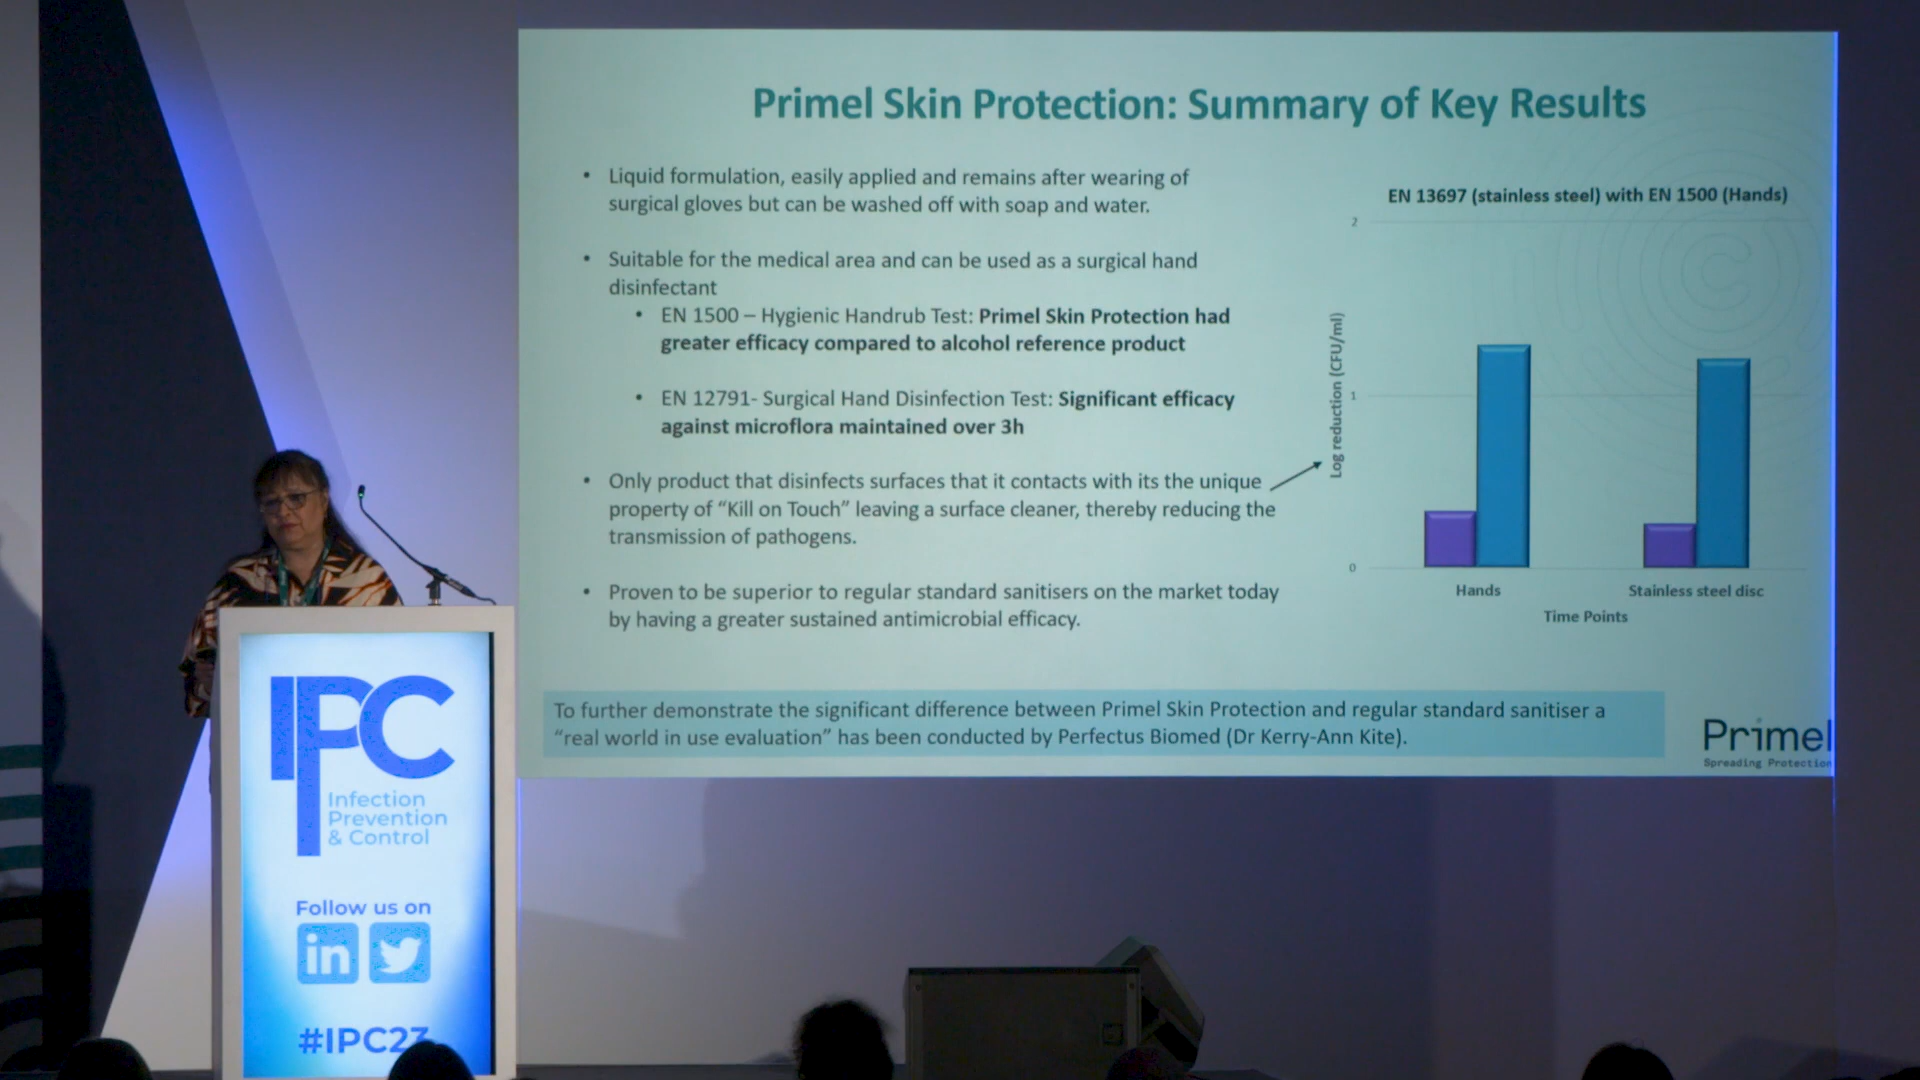 Primel Skin Protection: Summary of Key Results
• Liquid formulation, easily applied and remains after wearing of
surgical gloves but can be washed off with soap and water.
• Suitable for the medical area and can be used as a surgical hand
disinfectant
• EN 1500 – Hygienic Handrub Test: Primel Skin Protection had
greater efficacy compared to alcohol reference product
• EN 12791- Surgical Hand Disinfection Test: Significant efficacy
against microflora maintained over 3h
• Only product that disinfects surfaces that it contacts with its the unique
property of “Kill on Touch” leaving a surface cleaner, thereby reducing the
transmission of pathogens.
• Proven to be superior to regular standard sanitisers on the market today
by having a greater sustained antimicrobial efficacy.
EN 13697 (stainless steel) with EN 1500 (Hands)
2
1
0
Log reduction (CFU/ml)
Hands
Stainless steel disc
Time Points
To further demonstrate the significant difference between Primel Skin Protection and regular standard sanitiser a
“real world in use evaluation” has been conducted by Perfectus Biomed (Dr Kerry-Ann Kite).
Primel
Spreading Protection
IPC
Infection
Prevention
& Control
Follow us on
in
#IPC23